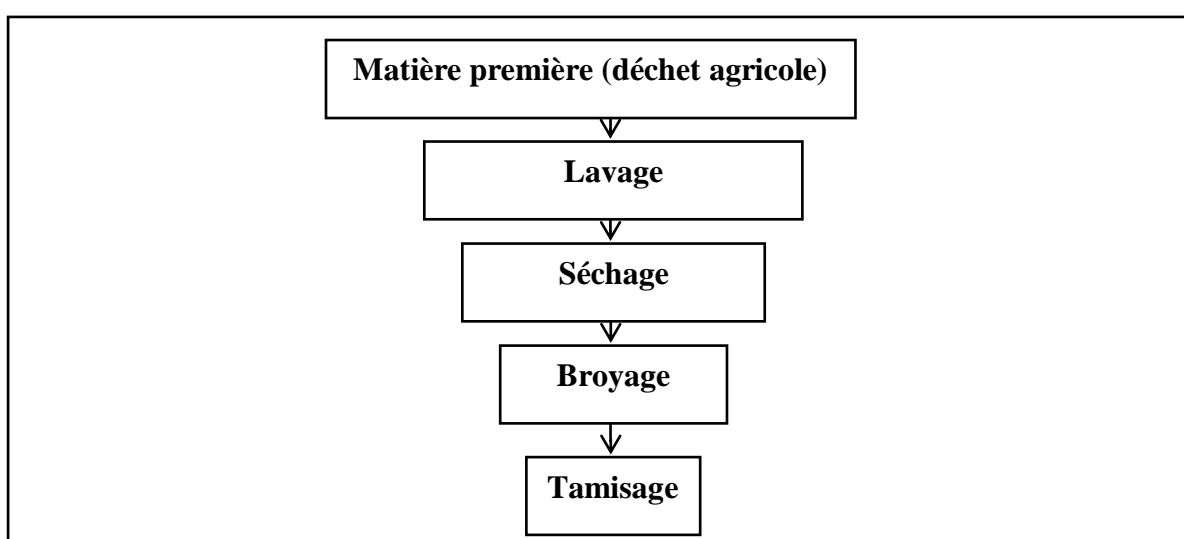 Matière première (déchet agricole)
Lavage
Séchage
Broyage
Tamisage